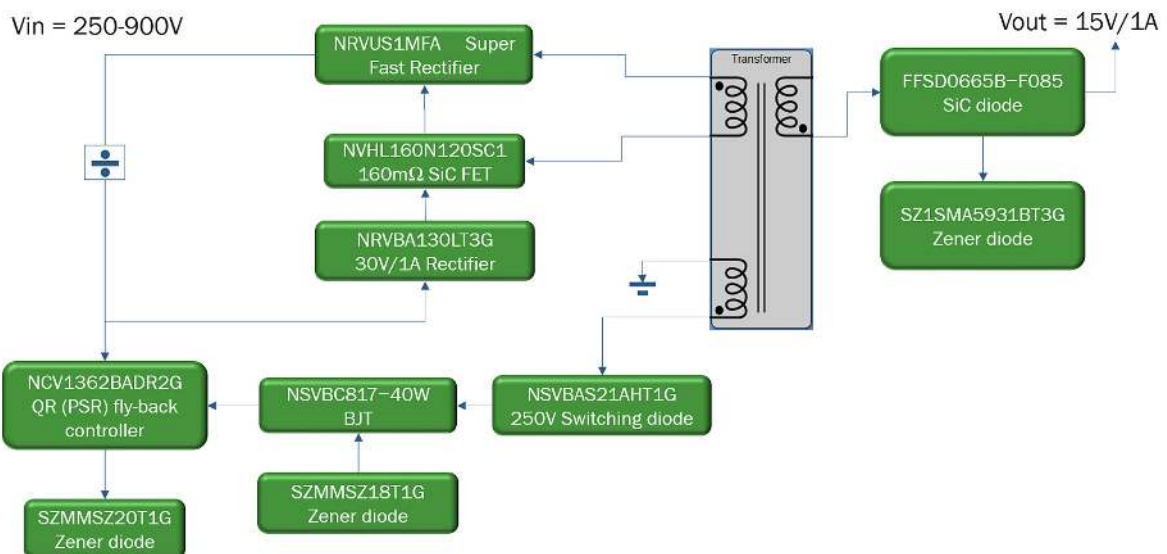 Vin = 250-900V
Vout = 15V/1A
NRVUS1MFA Super
Fast Rectifier
Transformer
FFSD0665B-F085
SiC diode
NVHL160N120SC1
160mΩ SiC FET
SZ1SMA5931BT3G
Zener diode
NRVBA130LT3G
30V/1A Rectifier
NCV1362BADR2G
QR (PSR) fly-back
controller
NSVBC817-40W
BJT
NSVBAS21AHT1G
250V Switching diode
SZMMSZ18T1G
Zener diode
SZMMSZ20T1G
Zener diode